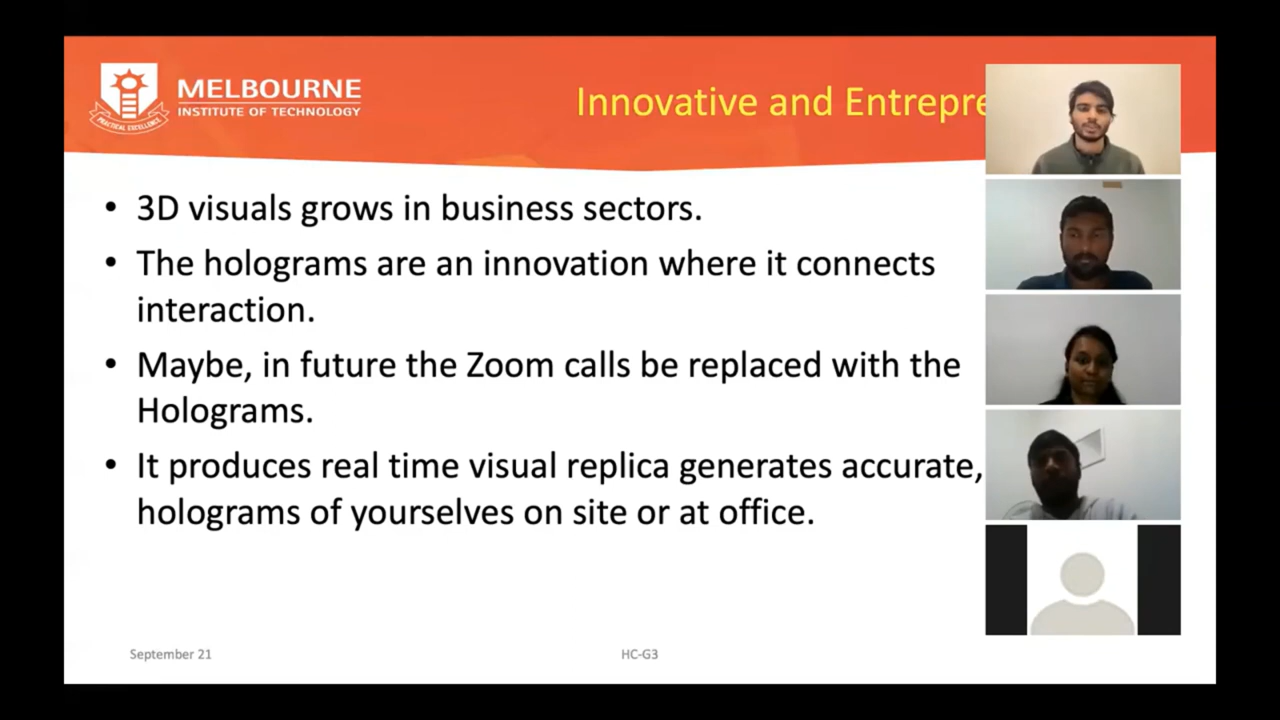 MELBOURNE
INSTITUTE OF TECHNOLOGY
PRACTICAL EXCELLENCE
Innovative and
• 3D visuals grows in business sectors.
• The holograms are an innovation where it connects
interaction.
• Maybe, in future the Zoom calls be replaced with the
Holograms.
• It produces real time visual replica generates accurate,
holograms of yourselves on site or at office.
September 21
HC-G3